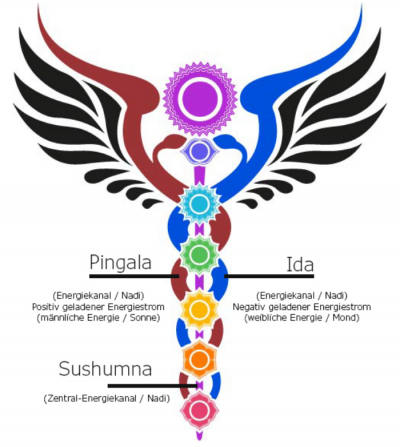 Pingala
(Energiekanal / Nadi)
Positiv geladener Energiestrom
(männliche Energie / Sonne)
Ida
(Energiekanal / Nadi)
Negativ geladener Energiestrom
(weibliche Energie / Mond)
Sushumna
(Zentral-Energiekanal / Nadi)